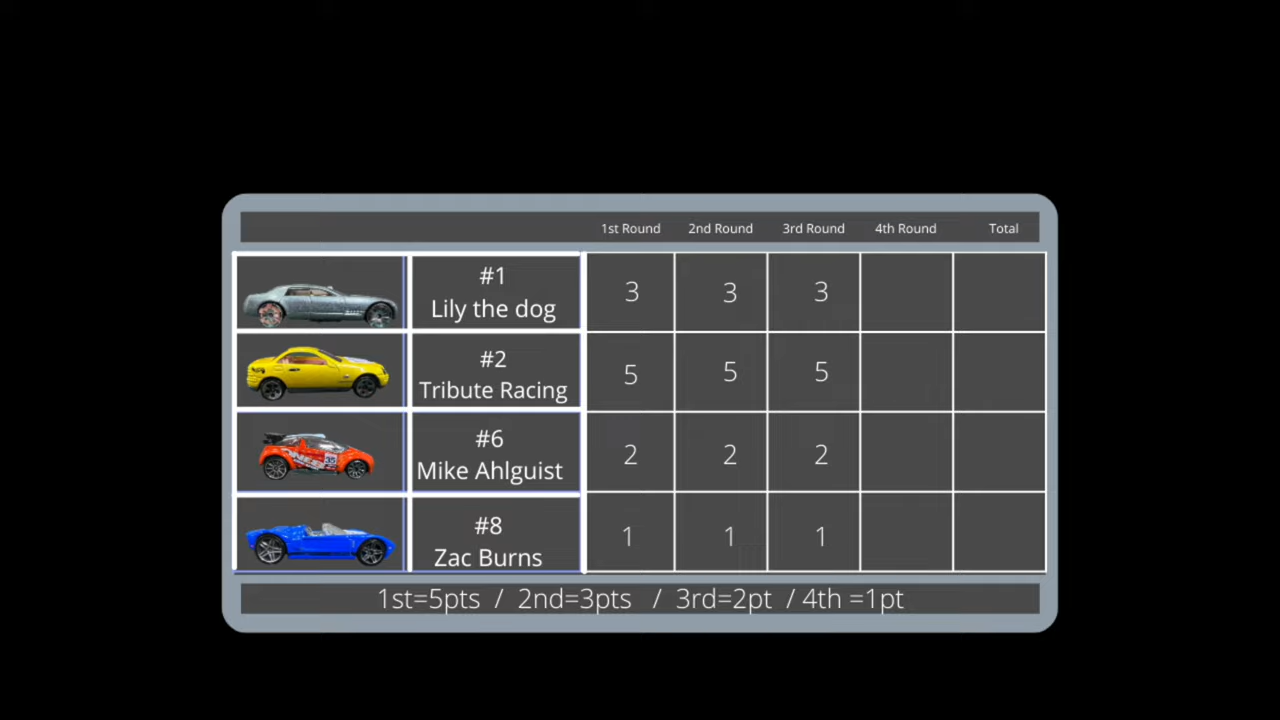 1st Round 2nd Round 3rd Round 4th Round Total
#1
Lily the dog
3 3 3
#2
Tribute Racing
5 5 5
#6
Mike Ahlguist
2 2 2
#8
Zac Burns
1 1 1
1st=5pts / 2nd=3pts / 3rd=2pt / 4th =1pt